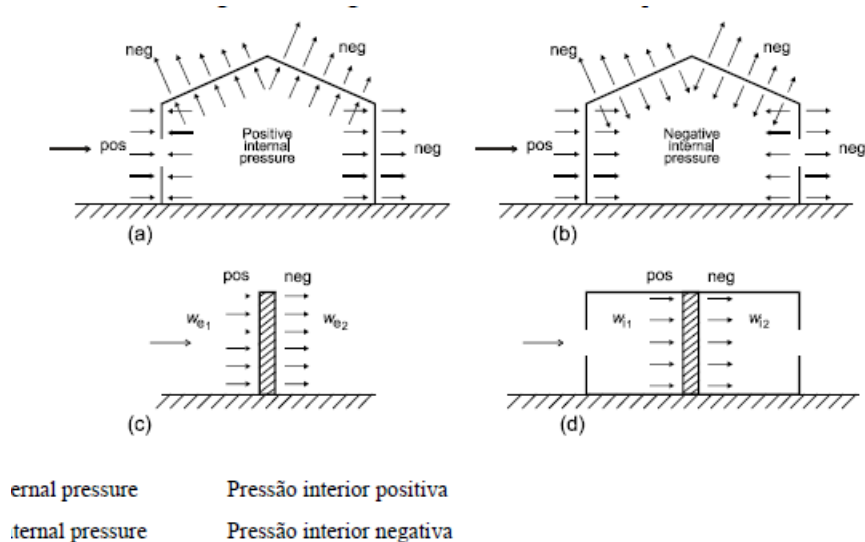 neg neg neg neg
pos Positive internal pressure neg pos Negative internal pressure neg
(a) (b)
pos neg pos neg
we1 we2 wi1 wi2
(c) (d)
ernal pressure Pressão interior positiva
ternal pressure Pressão interior negativa